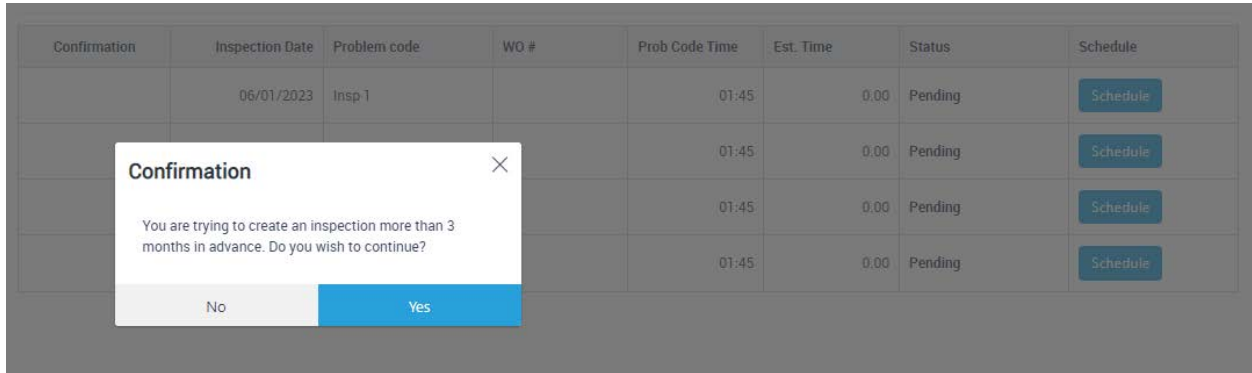 Confirmation Inspection Date Problem code WO # Prob Code Time Est. Time Status Schedule
06/01/2023 Insp-1 01:45 0.00 Pending Schedule
01:45 0.00 Pending Schedule
Confirmation
01:45 0.00 Pending Schedule
You are trying to create an inspection more than 3
months in advance. Do you wish to continue?
01:45 0.00 Pending Schedule
No Yes